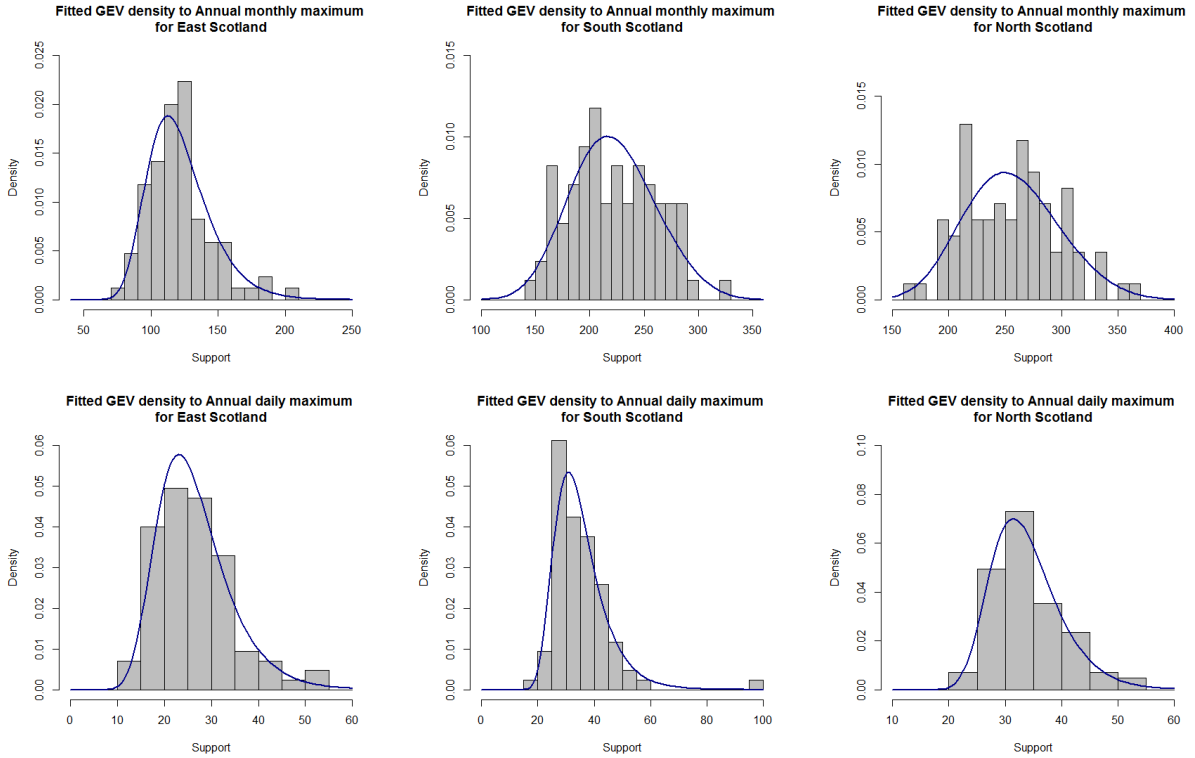 Fitted GEV density to Annual monthly maximum
for East Scotland
Density
0.000 0.005 0.010 0.015 0.020 0.025
50 100 150 200 250
Support
Fitted GEV density to Annual monthly maximum
for South Scotland
Density
0.000 0.005 0.010 0.015
100 150 200 250 300 350
Support
Fitted GEV density to Annual monthly maximum
for North Scotland
Density
0.000 0.005 0.010 0.015
150 200 250 300 350 400
Support
Fitted GEV density to Annual daily maximum
for East Scotland
Density
0.00 0.01 0.02 0.03 0.04 0.05 0.06
0 10 20 30 40 50 60
Support
Fitted GEV density to Annual daily maximum
for South Scotland
Density
0.00 0.01 0.02 0.03 0.04 0.05 0.06
0 20 40 60 80 100
Support
Fitted GEV density to Annual daily maximum
for North Scotland
Density
0.00 0.02 0.04 0.06 0.08 0.10
10 20 30 40 50 60
Support